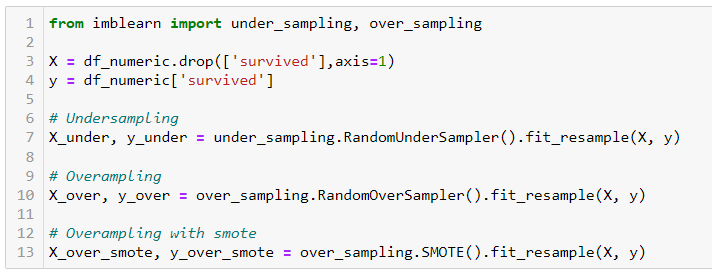 1 from imblearn import under_sampling, over_sampling
2
3 X = df_numeric.drop(['survived'],axis=1)
4 y = df_numeric['survived']
5
6 # Undersampling
7 X_under, y_under = under_sampling.RandomUnderSampler().fit_resample(X, y)
8
9 # Overampling
10 X_over, y_over = over_sampling.RandomOverSampler().fit_resample(X, y)
11
12 # Overampling with smote
13 X_over_smote, y_over_smote = over_sampling.SMOTE().fit_resample(X, y)